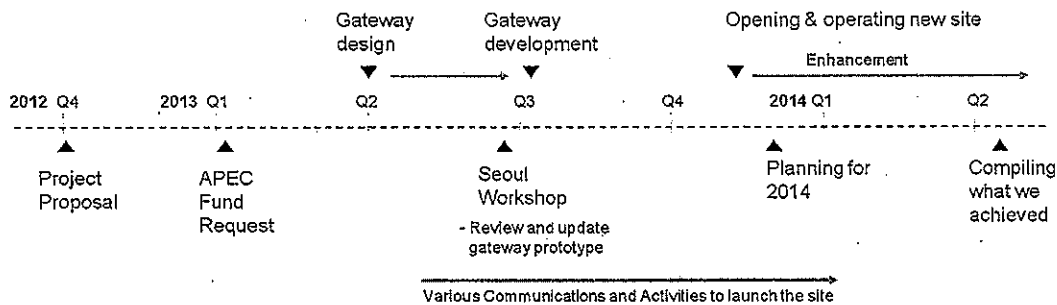 Gateway
design
Gateway
development
Opening & operating new site
Enhancement
2012 Q4
2013 Q1
Q2
Q3
Q4
2014 Q1
Q2
Project
Proposal
APEC
Fund
Request
Seoul
Workshop
- Review and update
gateway prototype
Planning for
2014
Compiling
what we
achieved
Various Communications and Activities to launch the site